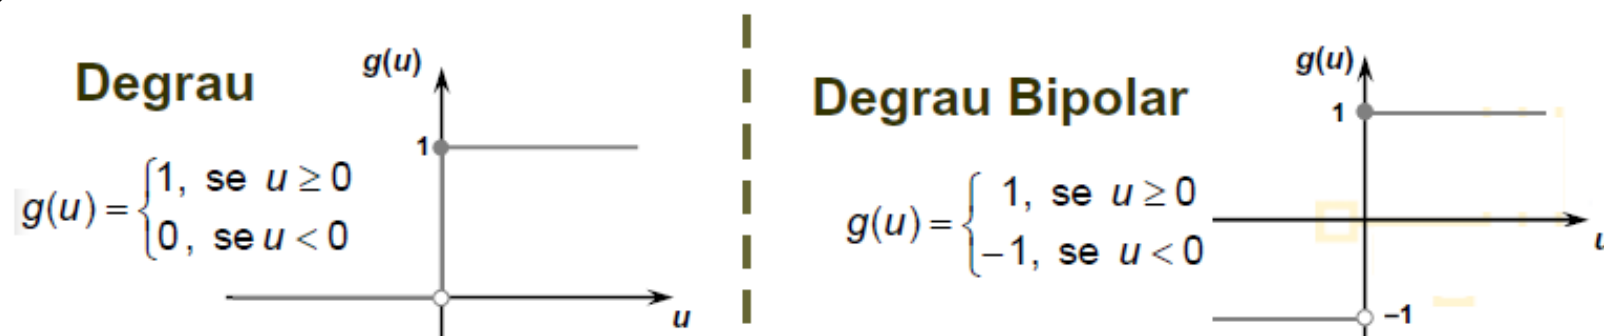 Degrau
g(u) = { 1, se u ≥ 0
0, se u < 0
g(u)
1
u
Degrau Bipolar
g(u) = { 1, se u ≥ 0
−1, se u < 0
g(u)
1
u
−1